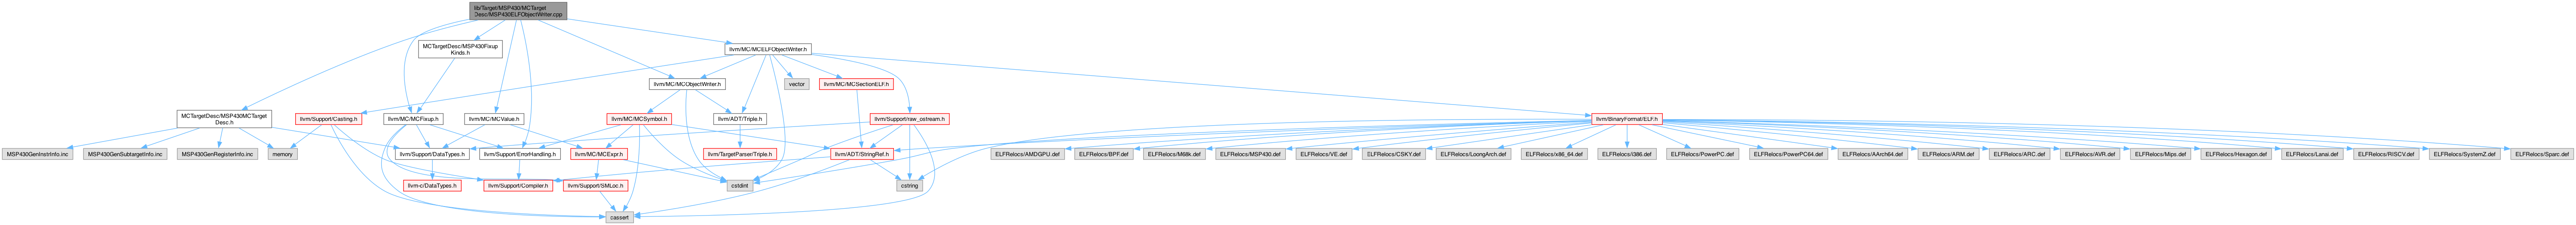 lib/Target/MSP430/MCTarget
Desc/MSP430ELFObjectWriter.cpp
MCTargetDesc/MSP430Fixup
Kinds.h
llvm/MC/MCELFObjectWriter.h
llvm/MC/MCObjectWriter.h
vector
llvm/MC/MCSectionELF.h
MCTargetDesc/MSP430MCTarget
Desc.h
llvm/Support/Casting.h
llvm/MC/MCFixup.h
llvm/MC/MCValue.h
llvm/MC/MCSymbol.h
llvm/ADT/Triple.h
llvm/Support/raw_ostream.h
llvm/BinaryFormat/ELF.h
MSP430GenInstrInfo.inc
MSP430GenSubtargetInfo.inc
MSP430GenRegisterInfo.inc
memory
llvm/Support/DataTypes.h
llvm/Support/ErrorHandling.h
llvm/MC/MCExpr.h
llvm/TargetParser/Triple.h
llvm/ADT/StringRef.h
ELFRelocs/AMDGPU.def
ELFRelocs/BPF.def
ELFRelocs/M68k.def
ELFRelocs/MSP430.def
ELFRelocs/VE.def
ELFRelocs/CSKY.def
ELFRelocs/LoongArch.def
ELFRelocs/x86_64.def
ELFRelocs/i386.def
ELFRelocs/PowerPC.def
ELFRelocs/PowerPC64.def
ELFRelocs/AArch64.def
ELFRelocs/ARM.def
ELFRelocs/ARC.def
ELFRelocs/AVR.def
ELFRelocs/Mips.def
ELFRelocs/Hexagon.def
ELFRelocs/Lanai.def
ELFRelocs/RISCV.def
ELFRelocs/SystemZ.def
ELFRelocs/Sparc.def
llvm-c/DataTypes.h
llvm/Support/Compiler.h
llvm/Support/SMLoc.h
cstdint
cstring
cassert